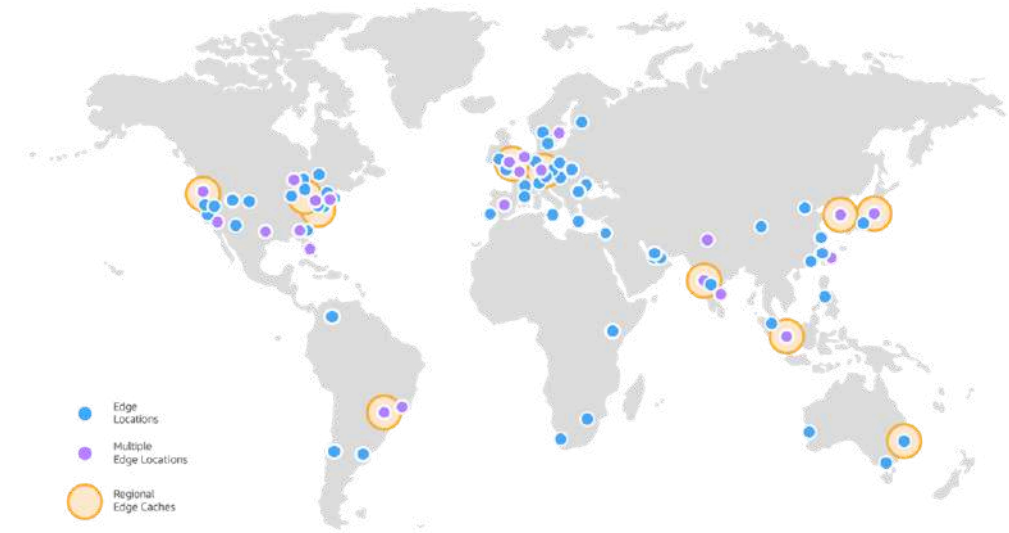 Edge
Locations
Multiple
Edge Locations
Regional
Edge Caches